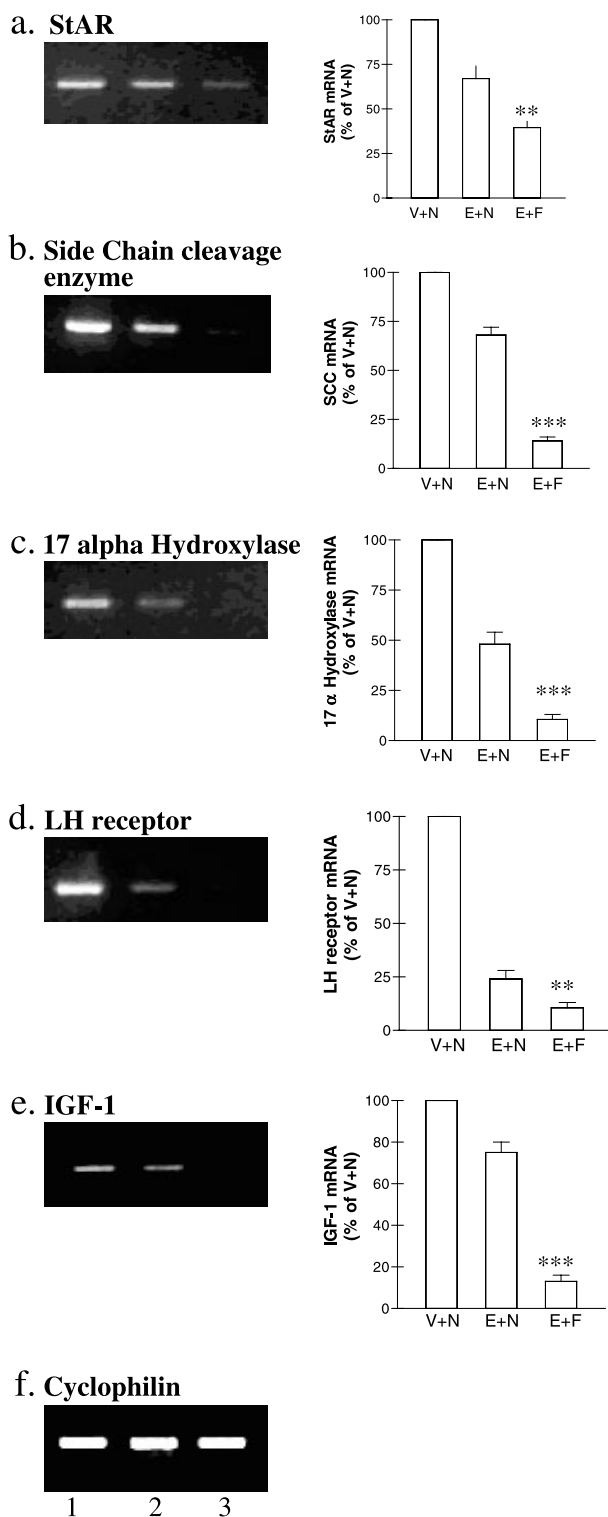 a. StAR
StAR mRNA
(% of V+N)
100
75
50
25
0
**
V+N E+N E+F
b. Side Chain cleavage
enzyme
SCC mRNA
(% of V+N)
100
75
50
25
0
***
V+N E+N E+F
c. 17 alpha Hydroxylase
17 α Hydroxylase mRNA
(% of V+N)
100
75
50
25
0
***
V+N E+N E+F
d. LH receptor
LH receptor mRNA
(% of V+N)
100
75
50
25
0
**
V+N E+N E+F
e. IGF-1
IGF-1 mRNA
(% of V+N)
100
80
60
40
20
0
***
V+N E+N E+F
f. Cyclophilin
1 2 3